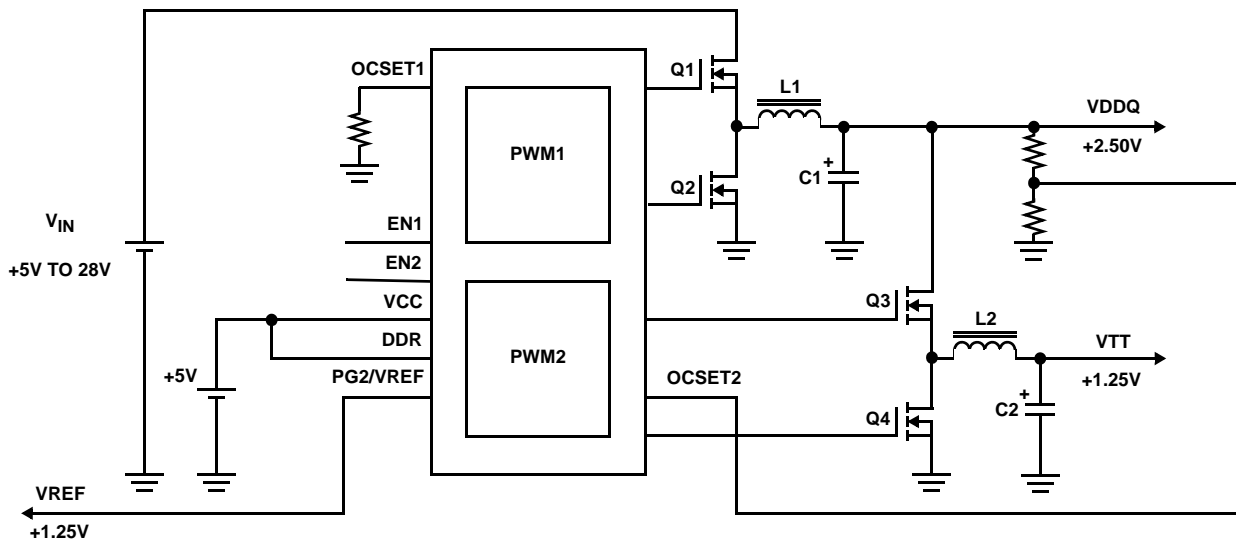 OCSET1
Q1
L1
VDDQ
+2.50V
PWM1
Q2
C1
+
VIN
+5V TO 28V
EN1
EN2
VCC
DDR
PG2/VREF
+5V
PWM2
OCSET2
Q3
L2
VTT
+1.25V
Q4
C2
+
VREF
+1.25V